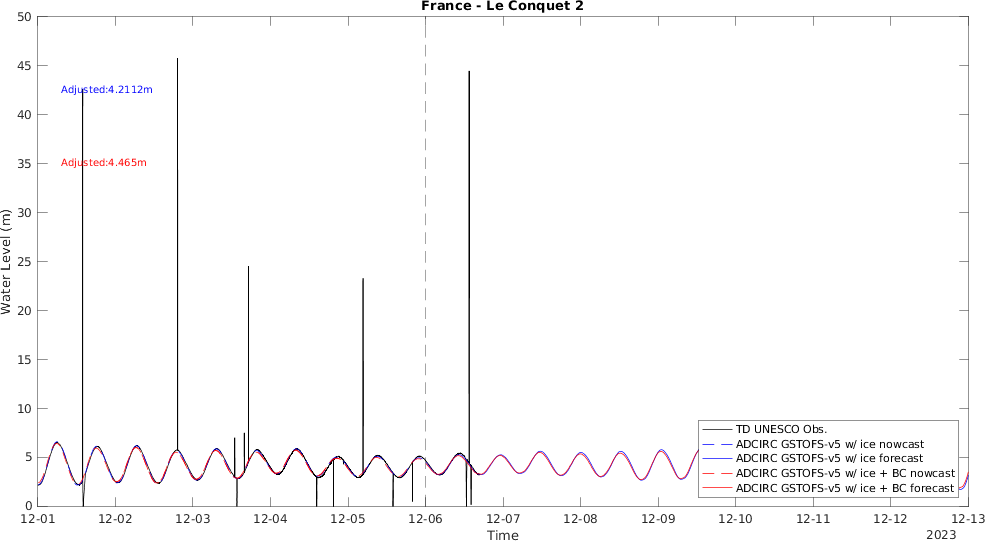 France - Le Conquet 2
50
45
40
35
30
25
20
15
10
5
0
Water Level (m)
Adjusted:4.2112m
Adjusted:4.465m
TD UNESCO Obs.
ADCIRC GSTOFS-v5 w/ ice nowcast
ADCIRC GSTOFS-v5 w/ ice forecast
ADCIRC GSTOFS-v5 w/ ice + BC nowcast
ADCIRC GSTOFS-v5 w/ ice + BC forecast
12-01 12-02 12-03 12-04 12-05 12-06 12-07 12-08 12-09 12-10 12-11 12-12 12-13
Time
2023